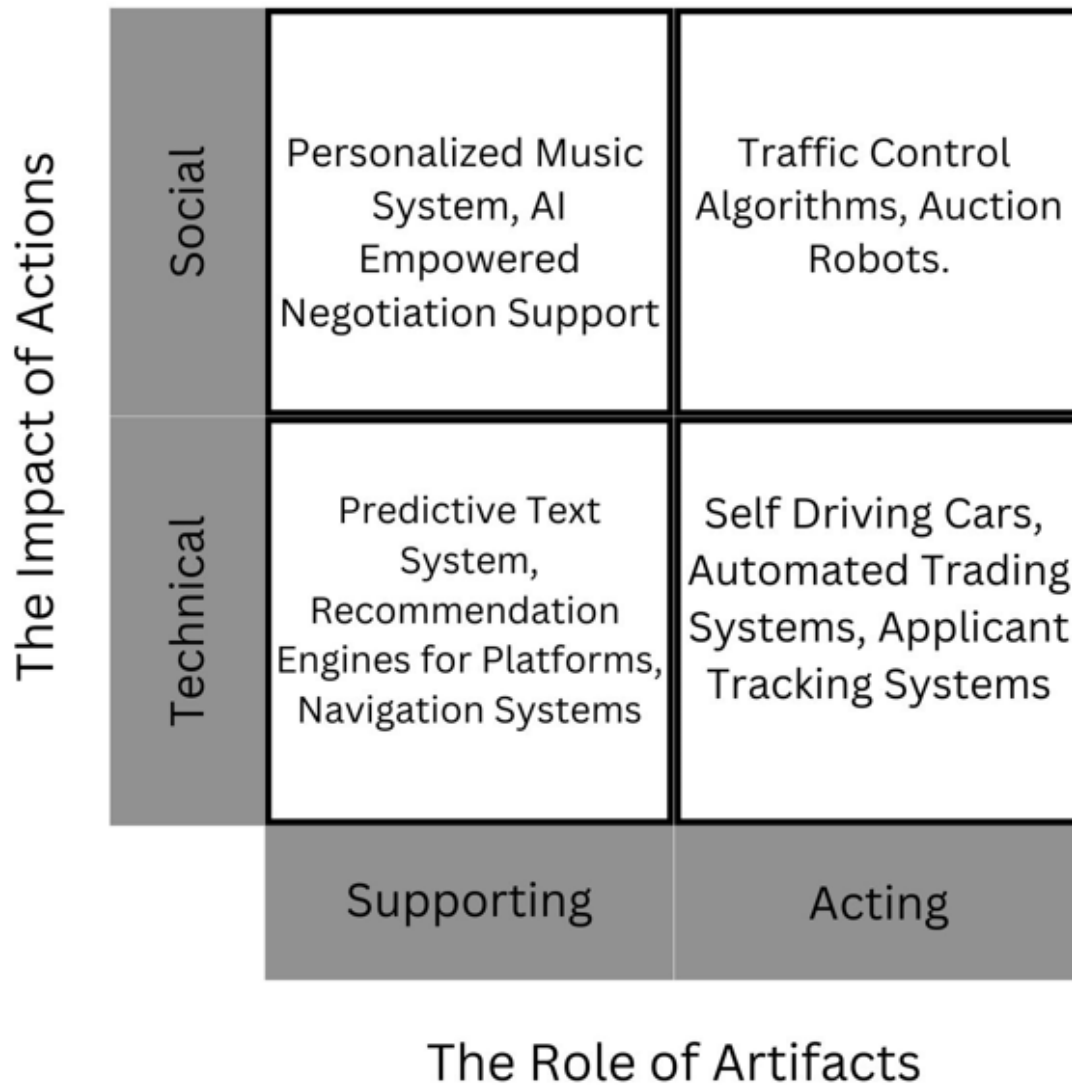 The Impact of Actions
Social
Personalized Music
System, AI
Empowered
Negotiation Support
Traffic Control
Algorithms, Auction
Robots.
Technical
Predictive Text
System,
Recommendation
Engines for Platforms,
Navigation Systems
Self Driving Cars,
Automated Trading
Systems, Applicant
Tracking Systems
Supporting
Acting
The Role of Artifacts